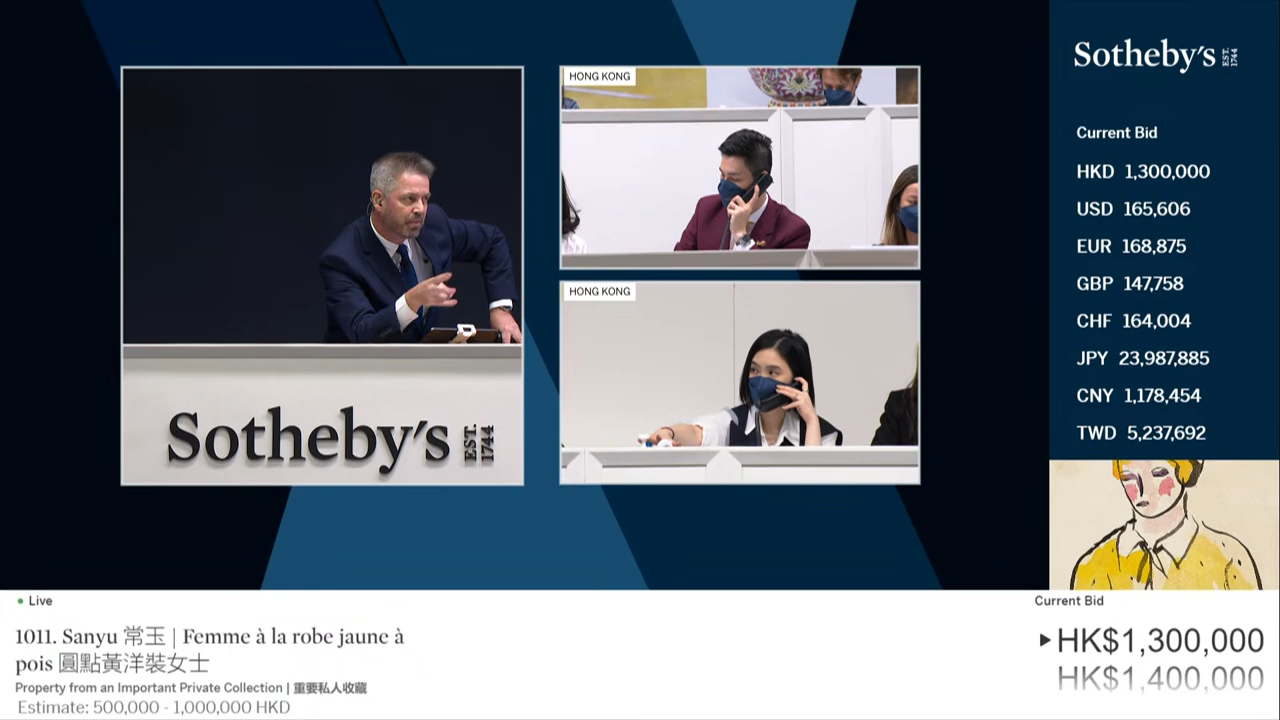 HONG KONG
Sotheby's EST. 1744
HONG KONG
Sotheby's EST. 1744
Current Bid
HKD 1,300,000
USD 165,606
EUR 168,875
GBP 147,758
CHF 164,004
JPY 23,987,885
CNY 1,178,454
TWD 5,237,692
Live
1011. Sanyu 常玉 | Femme à la robe jaune à
pois 圓點黃洋裝女士
Property from an Important Private Collection | 重要私人收藏
Estimate: 500,000 - 1,000,000 HKD
Current Bid
HK$1,300,000
HK$1,400,000